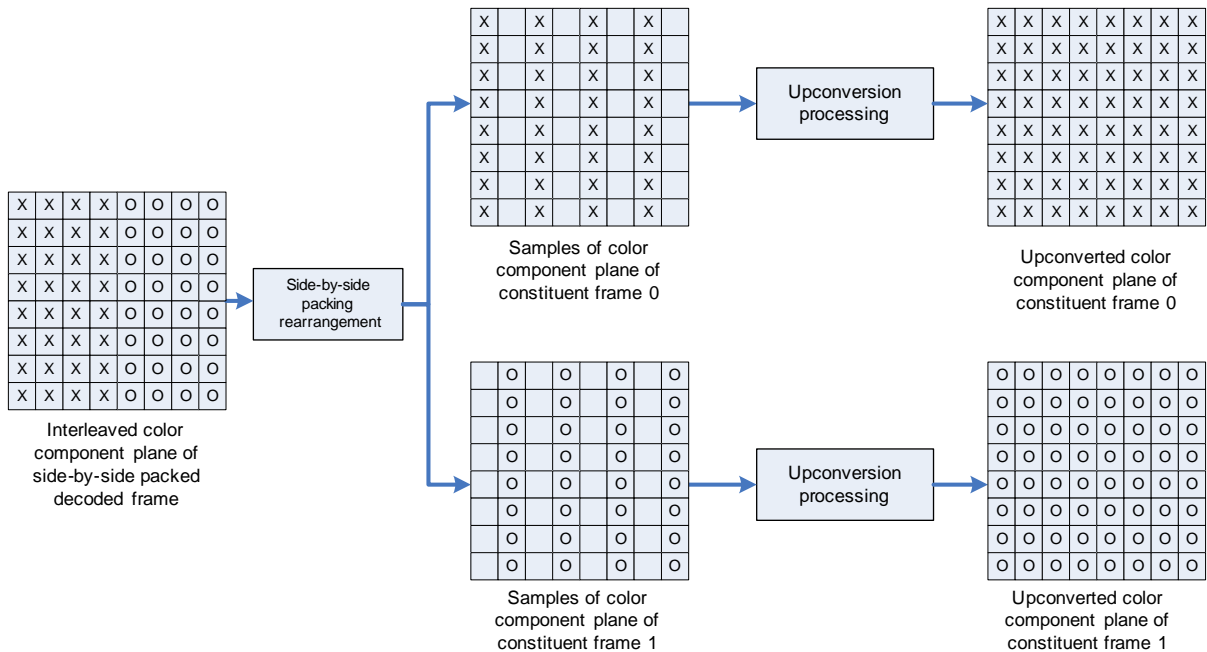 X X X X
X X X X
X X X X
X X X X
X X X X
X X X X
X X X X
X X X X
Samples of color
component plane of
constituent frame 0
Upconversion
processing
X X X X X X X X
X X X X X X X X
X X X X X X X X
X X X X X X X X
X X X X X X X X
X X X X X X X X
X X X X X X X X
X X X X X X X X
Upconverted color
component plane of
constituent frame 0
X X X X O O O O
X X X X O O O O
X X X X O O O O
X X X X O O O O
X X X X O O O O
X X X X O O O O
X X X X O O O O
X X X X O O O O
Interleaved color
component plane of
side-by-side packed
decoded frame
Side-by-side
packing
rearrangement
O O O O
O O O O
O O O O
O O O O
O O O O
O O O O
O O O O
O O O O
Samples of color
component plane of
constituent frame 1
Upconversion
processing
O O O O O O O O
O O O O O O O O
O O O O O O O O
O O O O O O O O
O O O O O O O O
O O O O O O O O
O O O O O O O O
O O O O O O O O
Upconverted color
component plane of
constituent frame 1